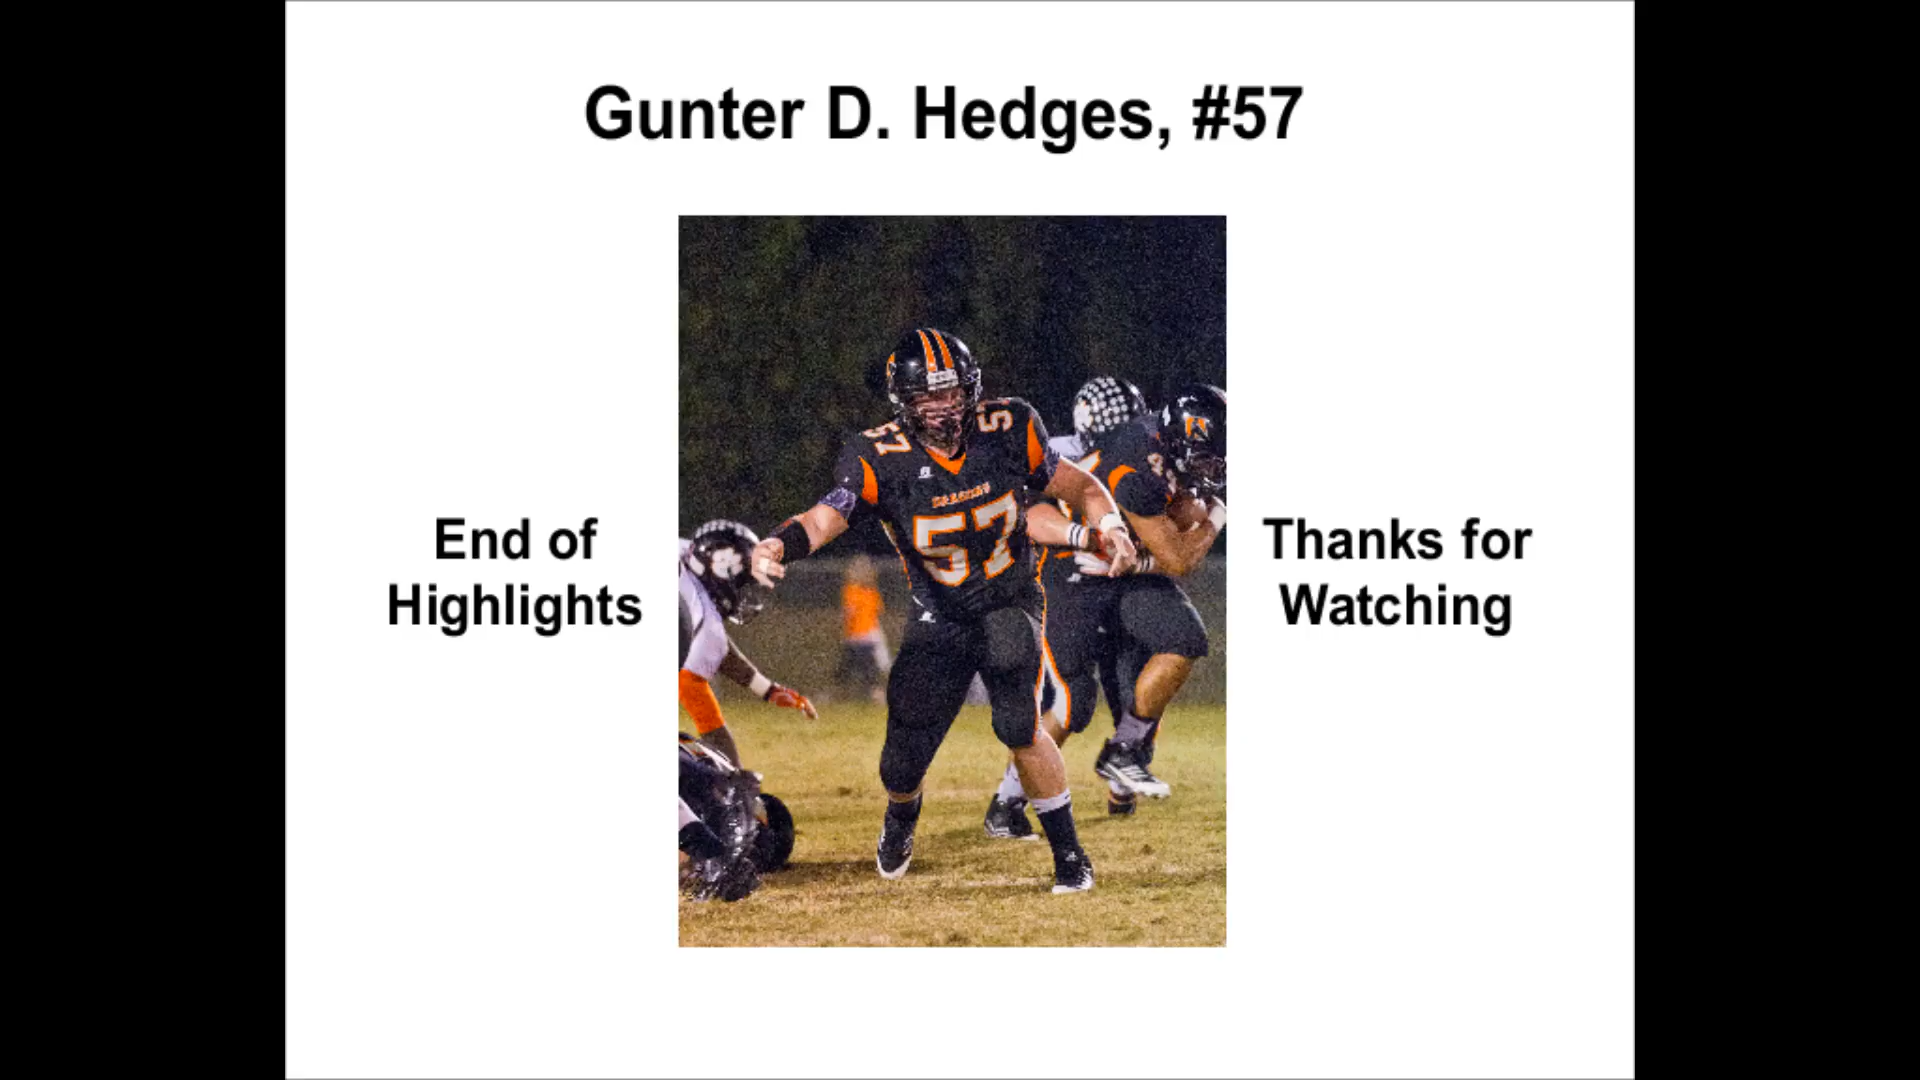 Gunter D. Hedges, #57
End of
Highlights
Thanks for
Watching
57
57
57